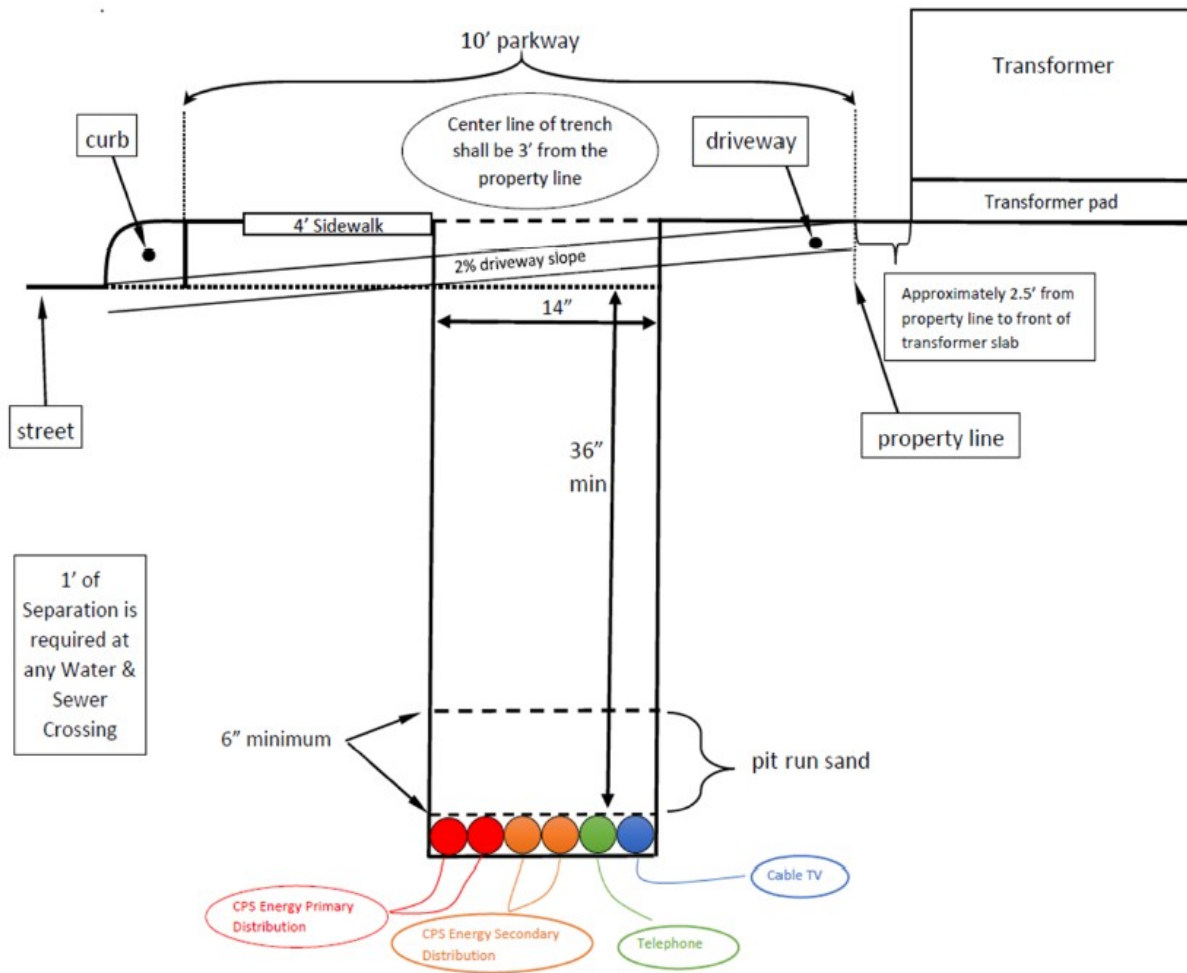 10’ parkway
Transformer
Center line of trench
shall be 3’ from the
property line
curb
driveway
Transformer pad
4’ Sidewalk
2% driveway slope
14”
Approximately 2.5’ from
property line to front of
transformer slab
street
property line
36”
min
1’ of
Separation is
required at
any Water &
Sewer
Crossing
6” minimum
pit run sand
Cable TV
CPS Energy Primary
Distribution
CPS Energy Secondary
Distribution
Telephone